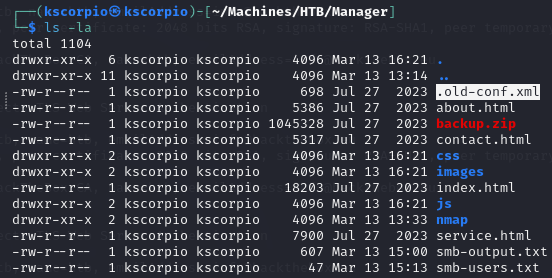 ┌──(kscorpio㉿kscorpio)-[~/Machines/HTB/Manager]
└─$ ls -la
total 1104
drwxr-xr-x 6 kscorpio kscorpio 4096 Mar 13 16:21 .
drwxr-xr-x 11 kscorpio kscorpio 4096 Mar 13 13:14 ..
-rw-r--r-- 1 kscorpio kscorpio 698 Jul 27 2023 .old-conf.xml
-rw-r--r-- 1 kscorpio kscorpio 5386 Jul 27 2023 about.html
-rw-r--r-- 1 kscorpio kscorpio 1045328 Jul 27 2023 backup.zip
-rw-r--r-- 1 kscorpio kscorpio 5317 Jul 27 2023 contact.html
drwxr-xr-x 2 kscorpio kscorpio 4096 Mar 13 16:21 css
drwxr-xr-x 2 kscorpio kscorpio 4096 Mar 13 16:21 images
-rw-r--r-- 1 kscorpio kscorpio 18203 Jul 27 2023 index.html
drwxr-xr-x 2 kscorpio kscorpio 4096 Mar 13 16:21 js
drwxr-xr-x 2 kscorpio kscorpio 4096 Mar 13 13:33 nmap
-rw-r--r-- 1 kscorpio kscorpio 7900 Jul 27 2023 service.html
-rw-r--r-- 1 kscorpio kscorpio 607 Mar 13 15:00 smb-output.txt
-rw-r--r-- 1 kscorpio kscorpio 47 Mar 13 15:13 smb-users.txt